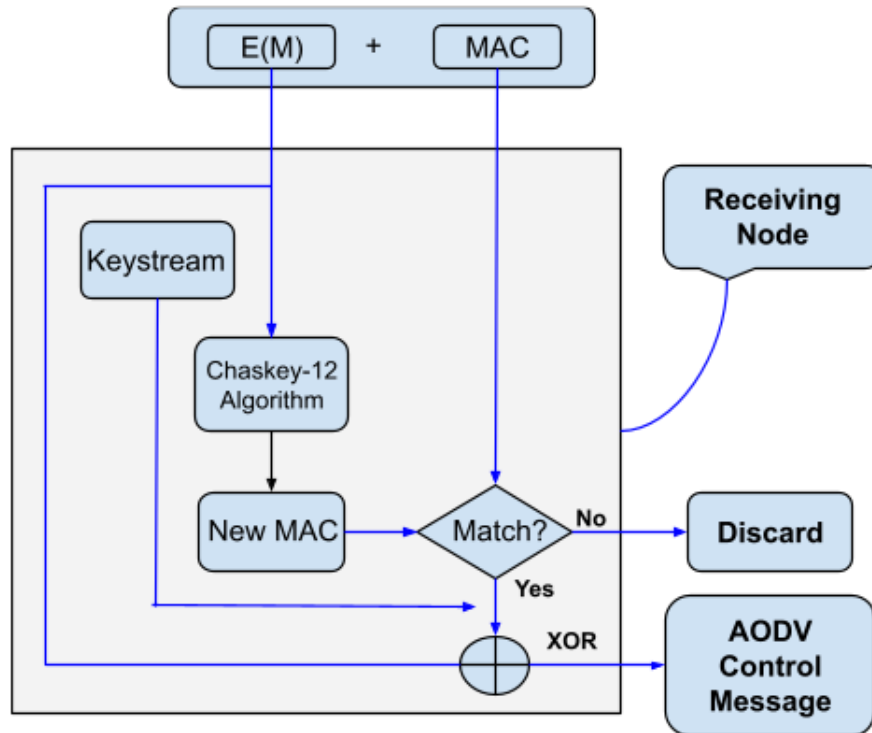 E(M) + MAC
Receiving
Node
Keystream
Chaskey-12
Algorithm
New MAC
Match?
No
Discard
Yes
XOR
AODV
Control
Message